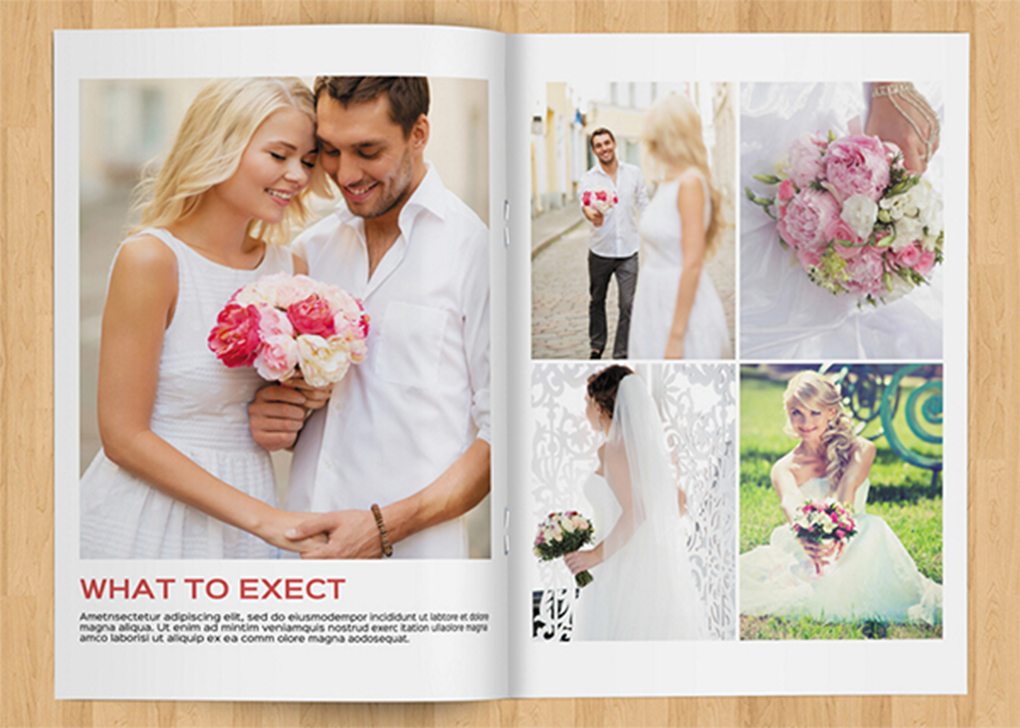 WHAT TO EXECT
Ametnsectetur adipiscing elit, sed do eiusmodempor incididunt ut labtore et dolore
magna aliqua. Ut enim ad mintim veniamquis nostrud exerc itation ullaolore magna
amco laborisi ut aliquip ex ea comm olore magna aodosequat.